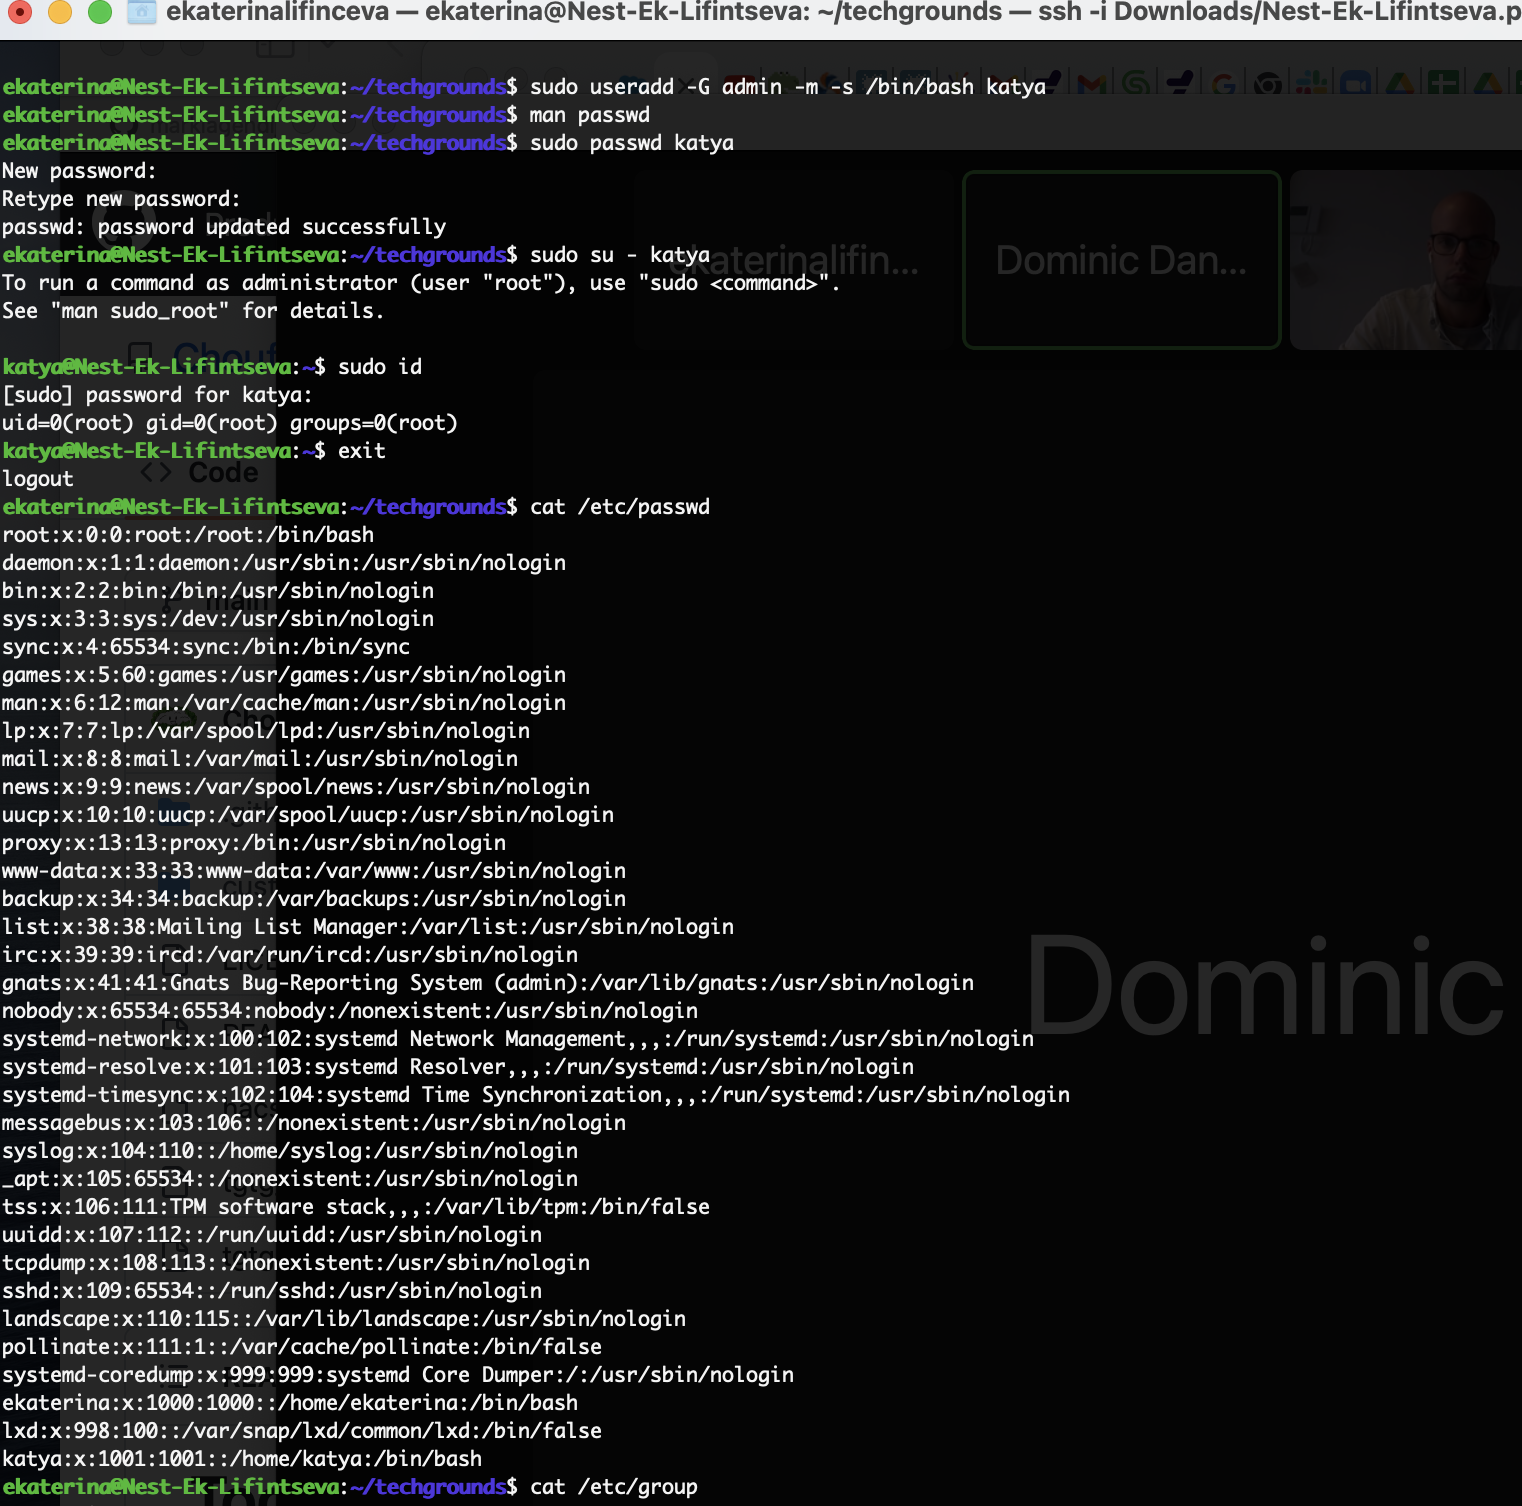 ekaterinalifinceva — ekaterina@Nest-Ek-Lifintseva: ~/techgrounds — ssh -i Downloads/Nest-Ek-Lifintseva.p
ekaterina@Nest-Ek-Lifintseva:~/techgrounds$ sudo useradd -G admin -m -s /bin/bash katya
ekaterina@Nest-Ek-Lifintseva:~/techgrounds$ man passwd
ekaterina@Nest-Ek-Lifintseva:~/techgrounds$ sudo passwd katya
New password:
Retype new password:
passwd: password updated successfully
ekaterina@Nest-Ek-Lifintseva:~/techgrounds$ sudo su - katya
To run a command as administrator (user "root"), use "sudo <command>".
See "man sudo_root" for details.
katya@Nest-Ek-Lifintseva:~$ sudo id
[sudo] password for katya:
uid=0(root) gid=0(root) groups=0(root)
katya@Nest-Ek-Lifintseva:~$ exit
logout
ekaterina@Nest-Ek-Lifintseva:~/techgrounds$ cat /etc/passwd
root:x:0:0:root:/root:/bin/bash
daemon:x:1:1:daemon:/usr/sbin:/usr/sbin/nologin
bin:x:2:2:bin:/bin:/usr/sbin/nologin
sys:x:3:3:sys:/dev:/usr/sbin/nologin
sync:x:4:65534:sync:/bin:/bin/sync
games:x:5:60:games:/usr/games:/usr/sbin/nologin
man:x:6:12:man:/var/cache/man:/usr/sbin/nologin
lp:x:7:7:lp:/var/spool/lpd:/usr/sbin/nologin
mail:x:8:8:mail:/var/mail:/usr/sbin/nologin
news:x:9:9:news:/var/spool/news:/usr/sbin/nologin
uucp:x:10:10:uucp:/var/spool/uucp:/usr/sbin/nologin
proxy:x:13:13:proxy:/bin:/usr/sbin/nologin
www-data:x:33:33:www-data:/var/www:/usr/sbin/nologin
backup:x:34:34:backup:/var/backups:/usr/sbin/nologin
list:x:38:38:Mailing List Manager:/var/list:/usr/sbin/nologin
irc:x:39:39:ircd:/var/run/ircd:/usr/sbin/nologin
gnats:x:41:41:Gnats Bug-Reporting System (admin):/var/lib/gnats:/usr/sbin/nologin
nobody:x:65534:65534:nobody:/nonexistent:/usr/sbin/nologin
systemd-network:x:100:102:systemd Network Management,,,:/run/systemd:/usr/sbin/nologin
systemd-resolve:x:101:103:systemd Resolver,,,:/run/systemd:/usr/sbin/nologin
systemd-timesync:x:102:104:systemd Time Synchronization,,,:/run/systemd:/usr/sbin/nologin
messagebus:x:103:106::/nonexistent:/usr/sbin/nologin
syslog:x:104:110::/home/syslog:/usr/sbin/nologin
_apt:x:105:65534::/nonexistent:/usr/sbin/nologin
tss:x:106:111:TPM software stack,,,:/var/lib/tpm:/bin/false
uuidd:x:107:112::/run/uuidd:/usr/sbin/nologin
tcpdump:x:108:113::/nonexistent:/usr/sbin/nologin
sshd:x:109:65534::/run/sshd:/usr/sbin/nologin
landscape:x:110:115::/var/lib/landscape:/usr/sbin/nologin
pollinate:x:111:1::/var/cache/pollinate:/bin/false
systemd-coredump:x:999:999:systemd Core Dumper:/:/usr/sbin/nologin
ekaterina:x:1000:1000::/home/ekaterina:/bin/bash
lxd:x:998:100::/var/snap/lxd/common/lxd:/bin/false
katya:x:1001:1001::/home/katya:/bin/bash
ekaterina@Nest-Ek-Lifintseva:~/techgrounds$ cat /etc/group
ekaterinalifin...
Dominic Dan...
Code
main
Dominic